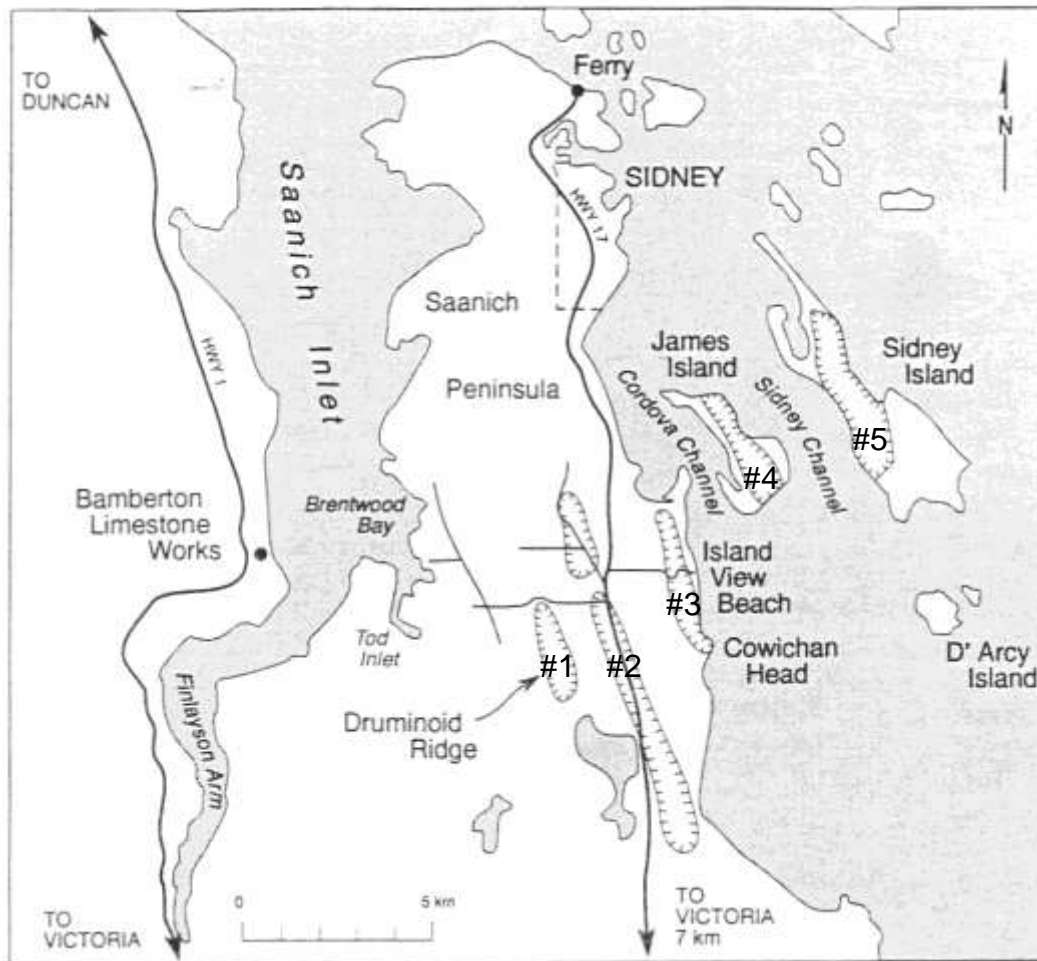 Ferry
TO
DUNCAN
N
SIDNEY
HWY 17
Saanich
Inlet
Saanich
Peninsula
HWY 1
James
Island
Sidney
Island
Cordova Channel
Sidney Channel
#5
#4
Bamberton
Limestone
Works
Brentwood
Bay
Island
View
Beach
#3
Tod
Inlet
#1
#2
Cowichan
Head
D' Arcy
Island
Druminoid
Ridge
Finlayson Arm
0
5 km
TO
VICTORIA
TO
VICTORIA
7 km